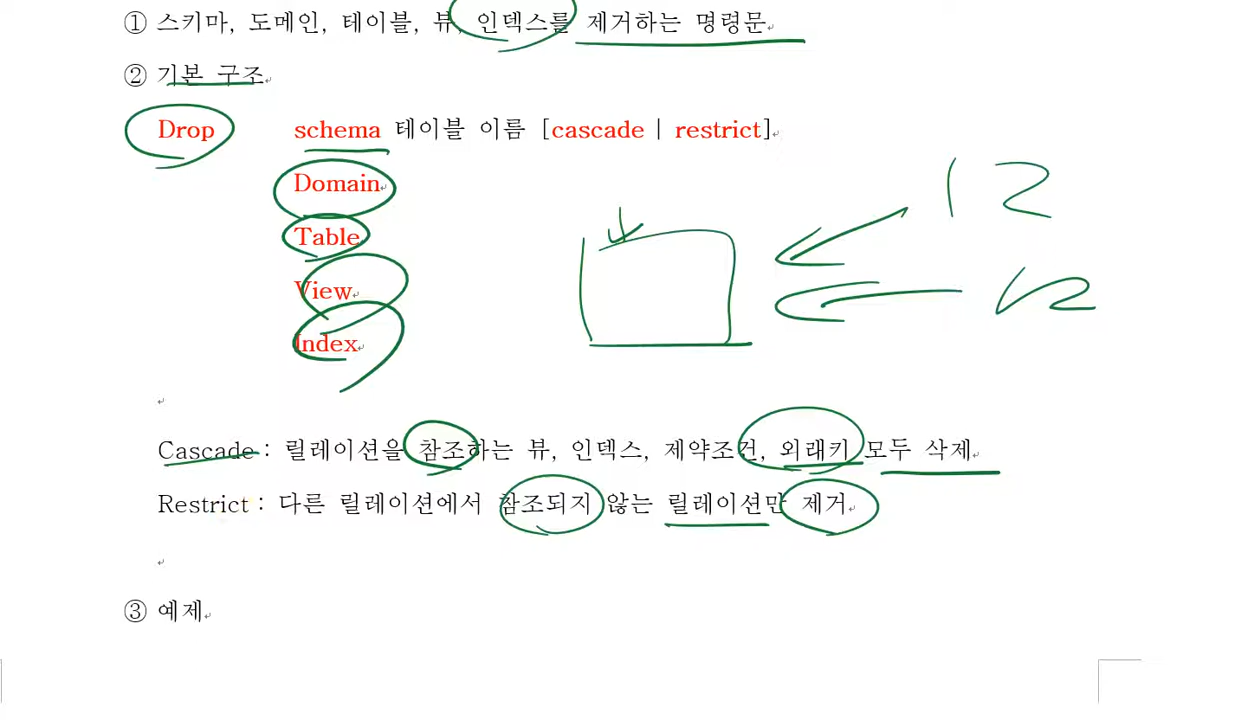 ① 스키마, 도메인, 테이블, 뷰, 인덱스를 제거하는 명령문
② 기본 구조
Drop schema 테이블 이름 [cascade | restrict]
Domain
Table
View
Index
12
12
Cascade : 릴레이션을 참조하는 뷰, 인덱스, 제약조건, 외래키 모두 삭제
Restrict : 다른 릴레이션에서 참조되지 않는 릴레이션만 제거
③ 예제